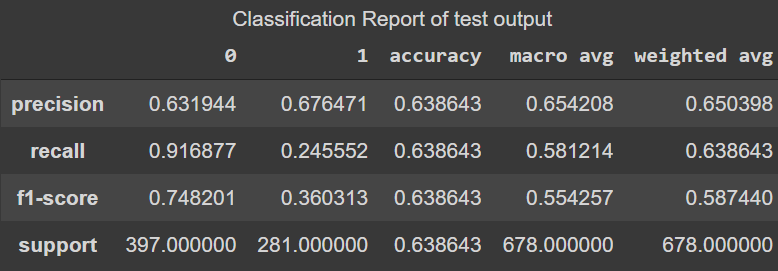 Classification Report of test output
0 1 accuracy macro avg weighted avg
precision 0.631944 0.676471 0.638643 0.654208 0.650398
recall 0.916877 0.245552 0.638643 0.581214 0.638643
f1-score 0.748201 0.360313 0.638643 0.554257 0.587440
support 397.000000 281.000000 0.638643 678.000000 678.000000